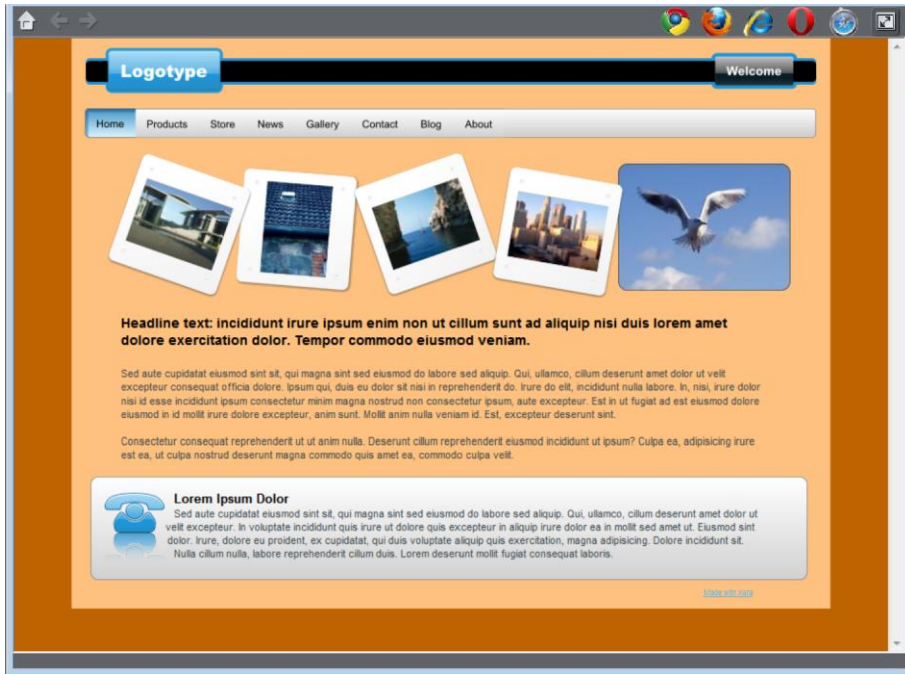 Logotype
Welcome
Home Products Store News Gallery Contact Blog About
Headline text: incididunt irure ipsum enim non ut cillum sunt ad aliquip nisi duis lorem amet
dolore exercitation dolor. Tempor commodo eiusmod veniam.
Sed aute cupidatat eiusmod sint sit, qui magna sint sed eiusmod do labore sed aliquip. Qui, ullamco, cillum deserunt amet dolor ut velit
excepteur consequat officia dolore. Ipsum qui, duis eu dolor sit nisi in reprehenderit do. Irure do elit, incididunt nulla labore. In, nisi, irure dolor
nisi id esse incididunt ipsum consectetur minim magna nostrud non consectetur ipsum, aute excepteur. Est in ut fugiat ad est eiusmod dolore
eiusmod in id mollit irure dolore excepteur, anim sunt. Mollit anim nulla veniam id. Est, excepteur deserunt sint.
Consectetur consequat reprehenderit ut ut anim nulla. Deserunt cillum reprehenderit eiusmod incididunt ut ipsum? Culpa ea, adipisicing irure
est ea, ut culpa nostrud deserunt magna commodo quis amet ea, commodo culpa velit.
Lorem Ipsum Dolor
Sed aute cupidatat eiusmod sint sit, qui magna sint sed eiusmod do labore sed aliquip. Qui, ullamco, cillum deserunt amet dolor ut
velit excepteur. In voluptate incididunt quis irure ut dolore quis excepteur in aliquip irure dolor ea in mollit sed amet ut. Eiusmod sint
dolor. Irure, dolore eu proident, ex cupidatat, qui duis voluptate aliquip quis exercitation, magna adipisicing. Dolore incididunt sit.
Nulla cillum nulla, labore reprehenderit cillum duis. Lorem deserunt mollit fugiat consequat laboris.
Made with Xara